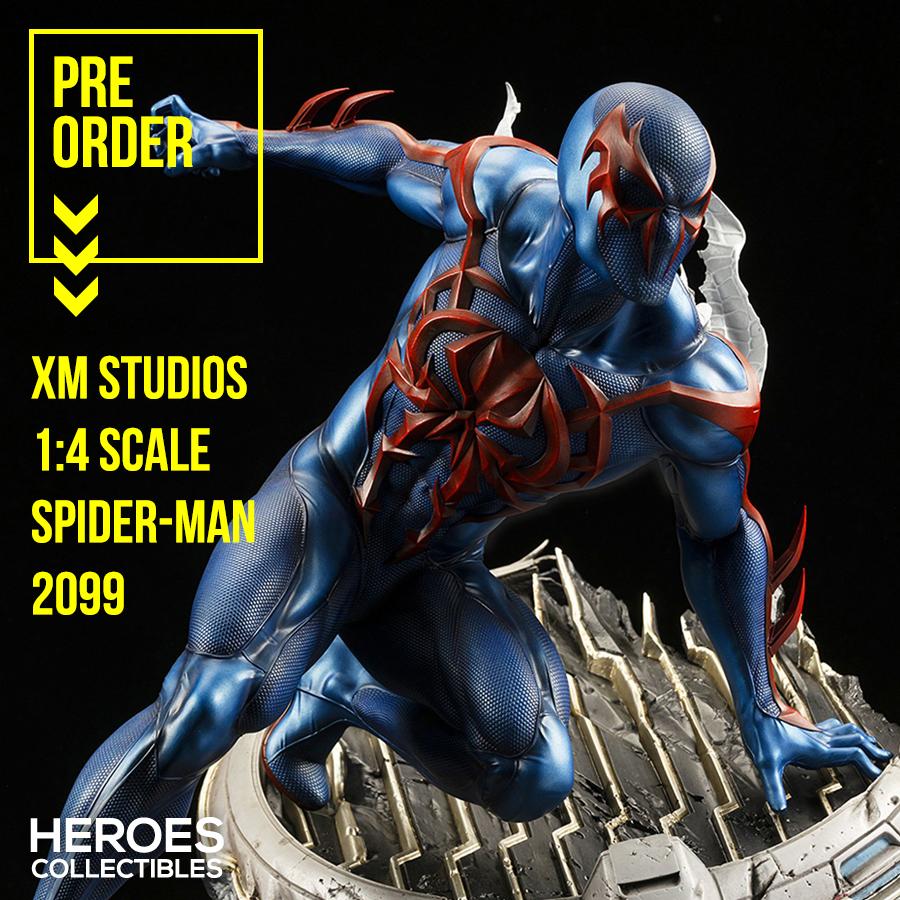 PRE
ORDER
XM STUDIOS
1:4 SCALE
SPIDER-MAN
2099
HEROES
COLLECTIBLES